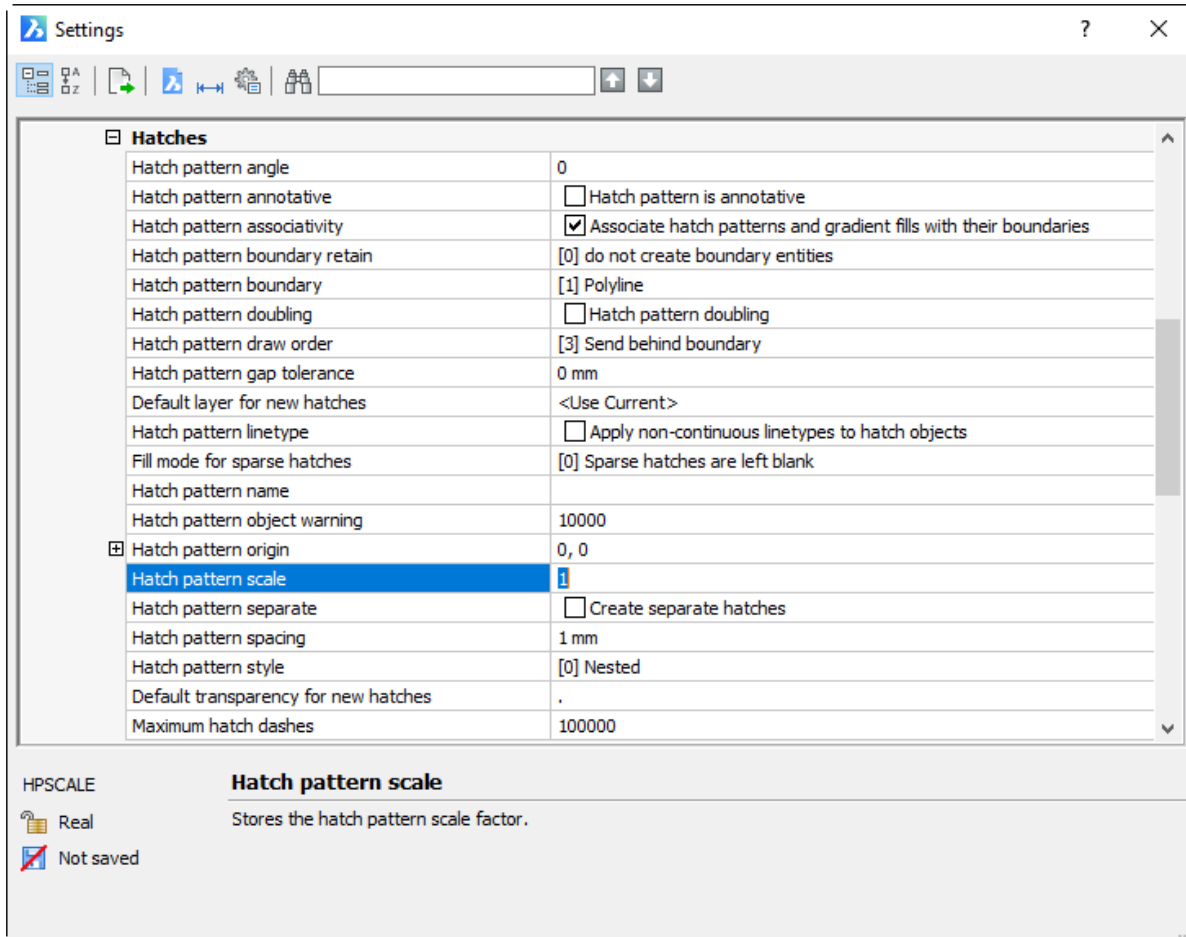 Settings
?
Hatches
Hatch pattern angle 0
Hatch pattern annotative Hatch pattern is annotative
Hatch pattern associativity Associate hatch patterns and gradient fills with their boundaries
Hatch pattern boundary retain [0] do not create boundary entities
Hatch pattern boundary [1] Polyline
Hatch pattern doubling Hatch pattern doubling
Hatch pattern draw order [3] Send behind boundary
Hatch pattern gap tolerance 0 mm
Default layer for new hatches <Use Current>
Hatch pattern linetype Apply non-continuous linetypes to hatch objects
Fill mode for sparse hatches [0] Sparse hatches are left blank
Hatch pattern name
Hatch pattern object warning 10000
Hatch pattern origin 0, 0
Hatch pattern scale 1
Hatch pattern separate Create separate hatches
Hatch pattern spacing 1 mm
Hatch pattern style [0] Nested
Default transparency for new hatches .
Maximum hatch dashes 100000
HPSCALE Hatch pattern scale
Real Stores the hatch pattern scale factor.
Not saved